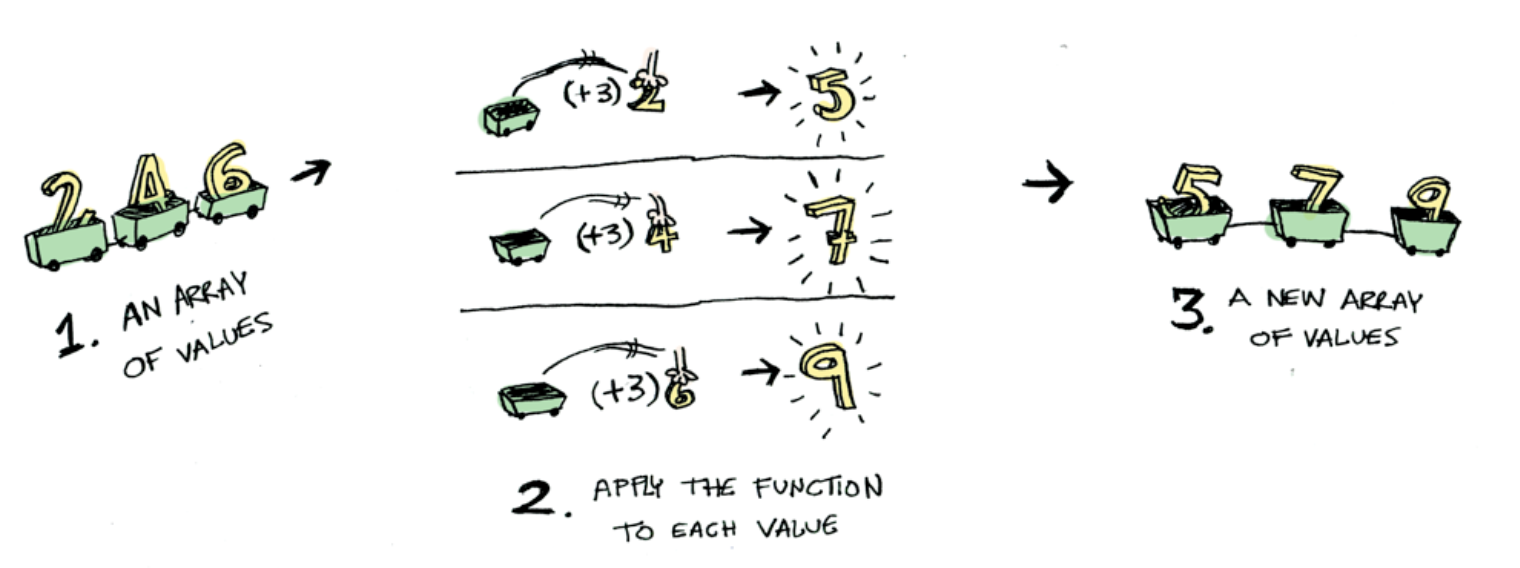 2 4 6
1. AN ARRAY
OF VALUES
(+3) 2 → 5
(+3) 4 → 7
(+3) 6 → 9
2. APPLY THE FUNCTION
TO EACH VALUE
5 7 9
3. A NEW ARRAY
OF VALUES